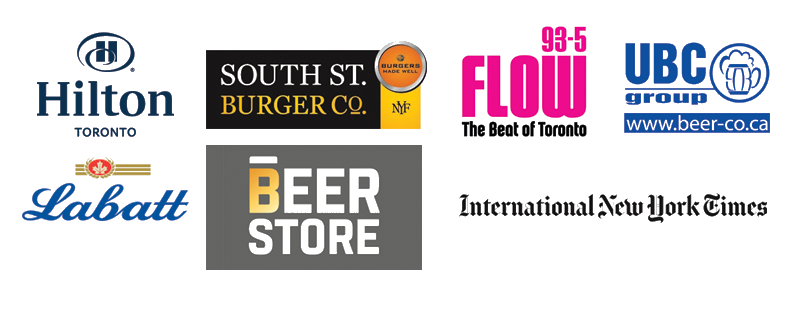 H
Hilton
TORONTO
SOUTH ST.
BURGER CO.
BURGERS
MADE WELL
NYF
93·5
FLOW
The Beat of Toronto
UBC
group
www.beer-co.ca
Labatt
BEER
STORE
International New York Times